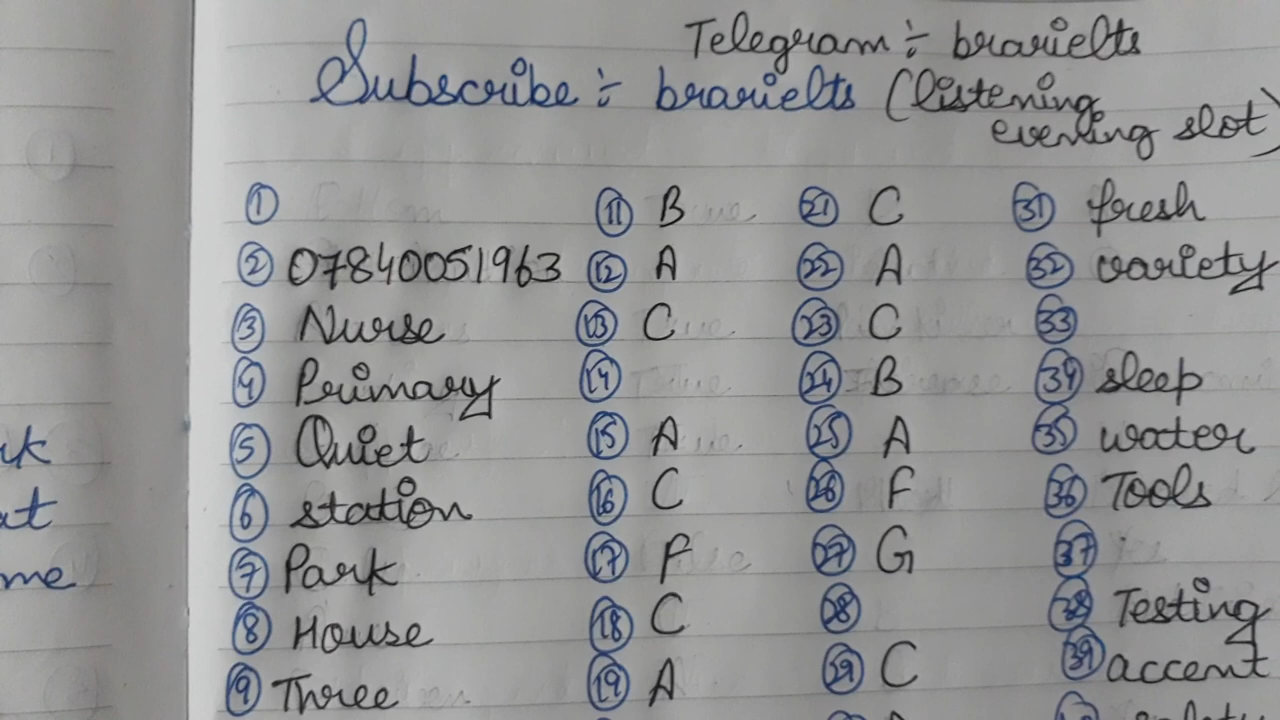 Telegram :- brarielts
Subscribe :- brarielts (listening
evening slot)
① ⑪ B ㉑ C ㉛ fresh
② 07840051963 ⑫ A ㉒ A ㉜ variety
③ Nurse ⑬ C ㉓ C ㉝
④ Primary ⑭ ㉔ B ㉞ sleep
⑤ Quiet ⑮ A ㉕ A ㉟ water
⑥ station ⑯ C ㉖ F ㊱ Tools
⑦ Park ⑰ F ㉗ G ㊲
⑧ House ⑱ C ㉘ ㊳ Testing
⑨ Three ⑲ A ㉙ C ㊴ accent